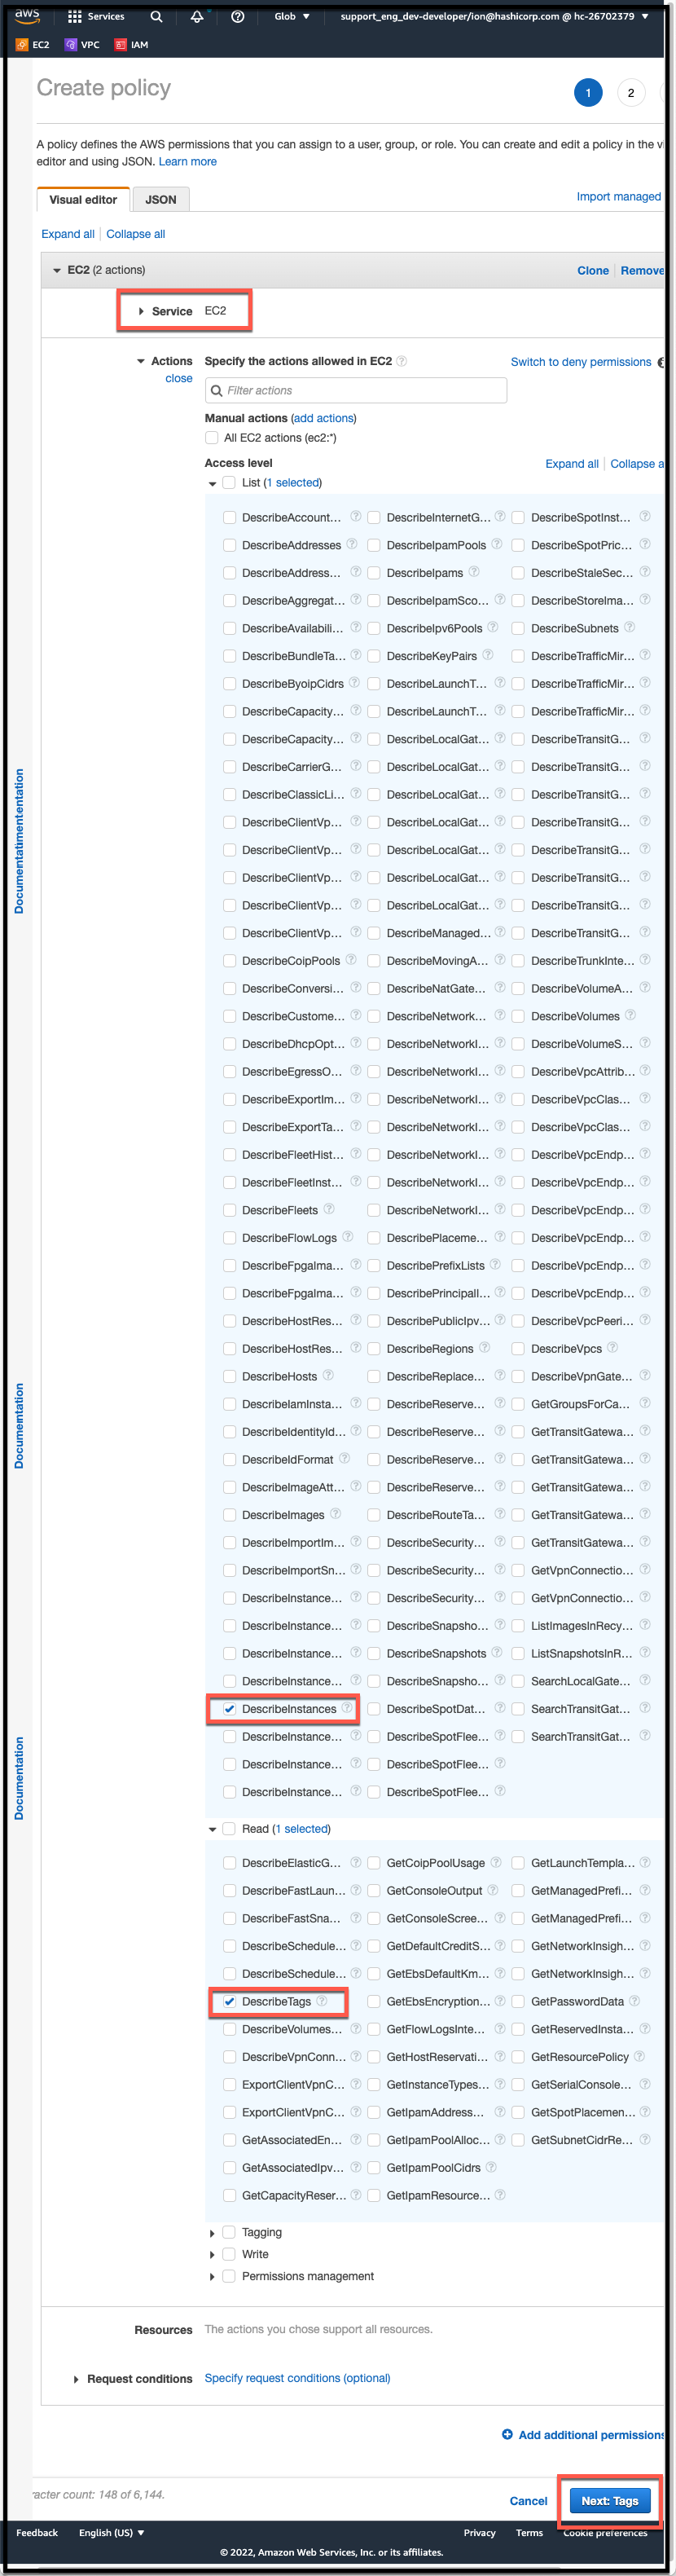 aws Services Glob support_eng_dev-developer/ion@hashicorp.com @ hc-26702379
EC2 VPC IAM
Create policy
1 2
A policy defines the AWS permissions that you can assign to a user, group, or role. You can create and edit a policy in the vi
editor and using JSON. Learn more
Visual editor JSON Import managed
Expand all Collapse all
EC2 (2 actions) Clone Remove
Service EC2
Actions Specify the actions allowed in EC2 Switch to deny permissions
close
Filter actions
Manual actions (add actions)
All EC2 actions (ec2:*)
Access level Expand all Collapse a
List (1 selected)
DescribeAccount... DescribeInternetG... DescribeSpotInst...
DescribeAddresses DescribeIpamPools DescribeSpotPric...
DescribeAddress... DescribeIpams DescribeStaleSec...
DescribeAggregat... DescribeIpamSco... DescribeStoreIma...
DescribeAvailabili... DescribeIpv6Pools DescribeSubnets
DescribeBundleTa... DescribeKeyPairs DescribeTrafficMir...
DescribeByoipCidrs DescribeLaunchT... DescribeTrafficMir...
DescribeCapacity... DescribeLaunchT... DescribeTrafficMir...
DescribeCapacity... DescribeLocalGat... DescribeTransitG...
DescribeCarrierG... DescribeLocalGat... DescribeTransitG...
DescribeClassicLi... DescribeLocalGat... DescribeTransitG...
DescribeClientVp... DescribeLocalGat... DescribeTransitG...
DescribeClientVp... DescribeLocalGat... DescribeTransitG...
DescribeClientVp... DescribeLocalGat... DescribeTransitG...
DescribeClientVp... DescribeLocalGat... DescribeTransitG...
DescribeClientVp... DescribeManaged... DescribeTransitG...
DescribeCoipPools DescribeMovingA... DescribeTrunkInte...
DescribeConversi... DescribeNatGate... DescribeVolumeA...
DescribeCustome... DescribeNetwork... DescribeVolumes
DescribeDhcpOpt... DescribeNetworkI... DescribeVolumeS...
DescribeEgressO... DescribeNetworkI... DescribeVpcAttrib...
DescribeExportIm... DescribeNetworkI... DescribeVpcClas...
DescribeExportTa... DescribeNetworkI... DescribeVpcClas...
DescribeFleetHist... DescribeNetworkI... DescribeVpcEndp...
DescribeFleetInst... DescribeNetworkI... DescribeVpcEndp...
DescribeFleets DescribeNetworkI... DescribeVpcEndp...
DescribeFlowLogs DescribePlaceme... DescribeVpcEndp...
DescribeFpgaIma... DescribePrefixLists DescribeVpcEndp...
DescribeFpgaIma... DescribePrincipalI... DescribeVpcEndp...
DescribeHostRes... DescribePublicIpv... DescribeVpcPeeri...
DescribeHostRes... DescribeRegions DescribeVpcs
DescribeHosts DescribeReplace... DescribeVpnGate...
DescribeIamInsta... DescribeReserve... GetGroupsForCa...
DescribeIdentityId... DescribeReserve... GetTransitGatewa...
DescribeIdFormat DescribeReserve... GetTransitGatewa...
DescribeImageAtt... DescribeReserve... GetTransitGatewa...
DescribeImages DescribeRouteTa... GetTransitGatewa...
DescribeImportIm... DescribeSecurity... GetTransitGatewa...
DescribeImportSn... DescribeSecurity... GetVpnConnectio...
DescribeInstance... DescribeSecurity... GetVpnConnectio...
DescribeInstance... DescribeSnapsho... ListImagesInRecy...
DescribeInstance... DescribeSnapshots ListSnapshotsInR...
DescribeInstance... DescribeSnapsho... SearchLocalGate...
DescribeInstances DescribeSpotDat... SearchTransitGat...
DescribeInstance... DescribeSpotFlee... SearchTransitGat...
DescribeInstance... DescribeSpotFlee...
DescribeInstance... DescribeSpotFlee...
Read (1 selected)
DescribeElasticG... GetCoipPoolUsage GetLaunchTempla...
DescribeFastLaun... GetConsoleOutput GetManagedPrefi...
DescribeFastSna... GetConsoleScree... GetManagedPrefi...
DescribeSchedule... GetDefaultCreditS... GetNetworkInsigh...
DescribeSchedule... GetEbsDefaultKm... GetNetworkInsigh...
DescribeTags GetEbsEncryption... GetPasswordData
DescribeVolumes... GetFlowLogsInte... GetReservedInsta...
DescribeVpnConn... GetHostReservati... GetResourcePolicy
ExportClientVpnC... GetInstanceTypes... GetSerialConsole...
ExportClientVpnC... GetIpamAddress... GetSpotPlacemen...
GetAssociatedEn... GetIpamPoolAlloc... GetSubnetCidrRe...
GetAssociatedIpv... GetIpamPoolCidrs
GetCapacityReser... GetIpamResource...
Tagging
Write
Permissions management
Resources The actions you chose support all resources.
Request conditions Specify request conditions (optional)
Add additional permissions
racter count: 148 of 6,144.
Cancel Next: Tags
Feedback English (US) Privacy Terms Cookie preferences
© 2022, Amazon Web Services, Inc. or its affiliates.
Documentatimentation
Documentation
Documentation